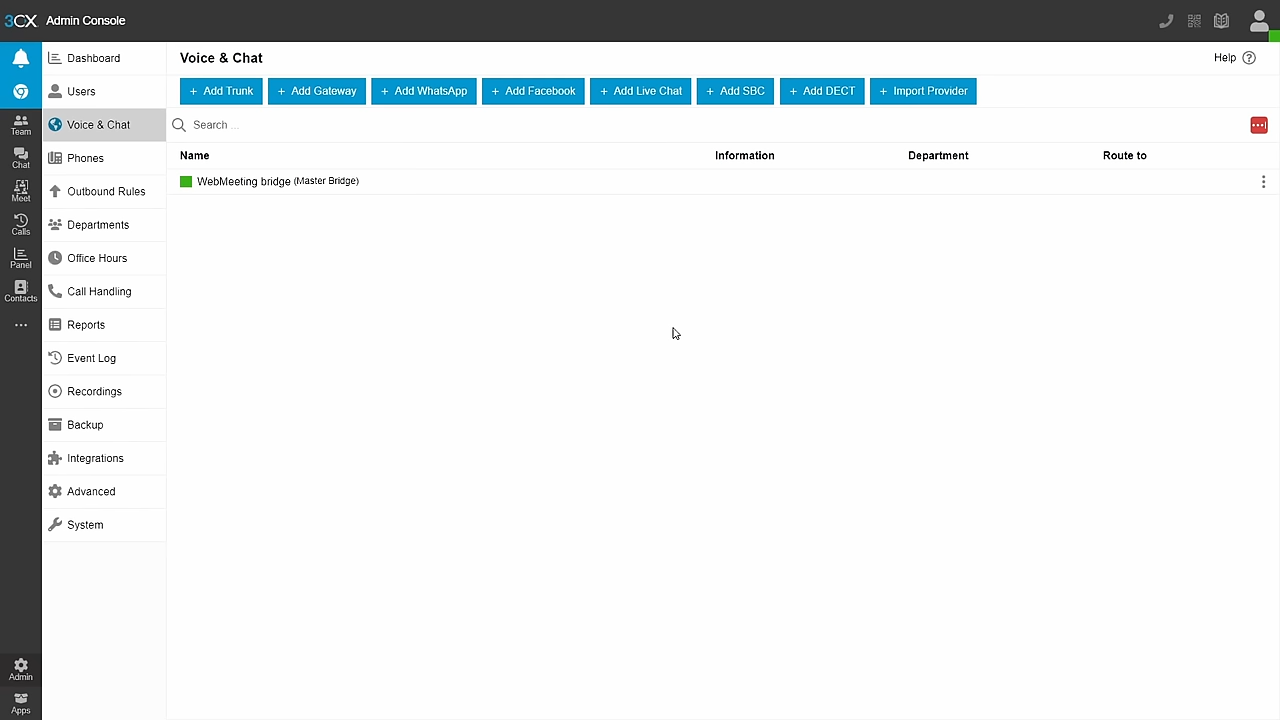 3CX Admin Console
Team
Chat
Meet
Calls
Panel
Contacts
Admin
Apps
Dashboard
Users
Voice & Chat
Phones
Outbound Rules
Departments
Office Hours
Call Handling
Reports
Event Log
Recordings
Backup
Integrations
Advanced
System
Voice & Chat
Help
+ Add Trunk
+ Add Gateway
+ Add WhatsApp
+ Add Facebook
+ Add Live Chat
+ Add SBC
+ Add DECT
+ Import Provider
Search ...
Name Information Department Route to
WebMeeting bridge (Master Bridge)